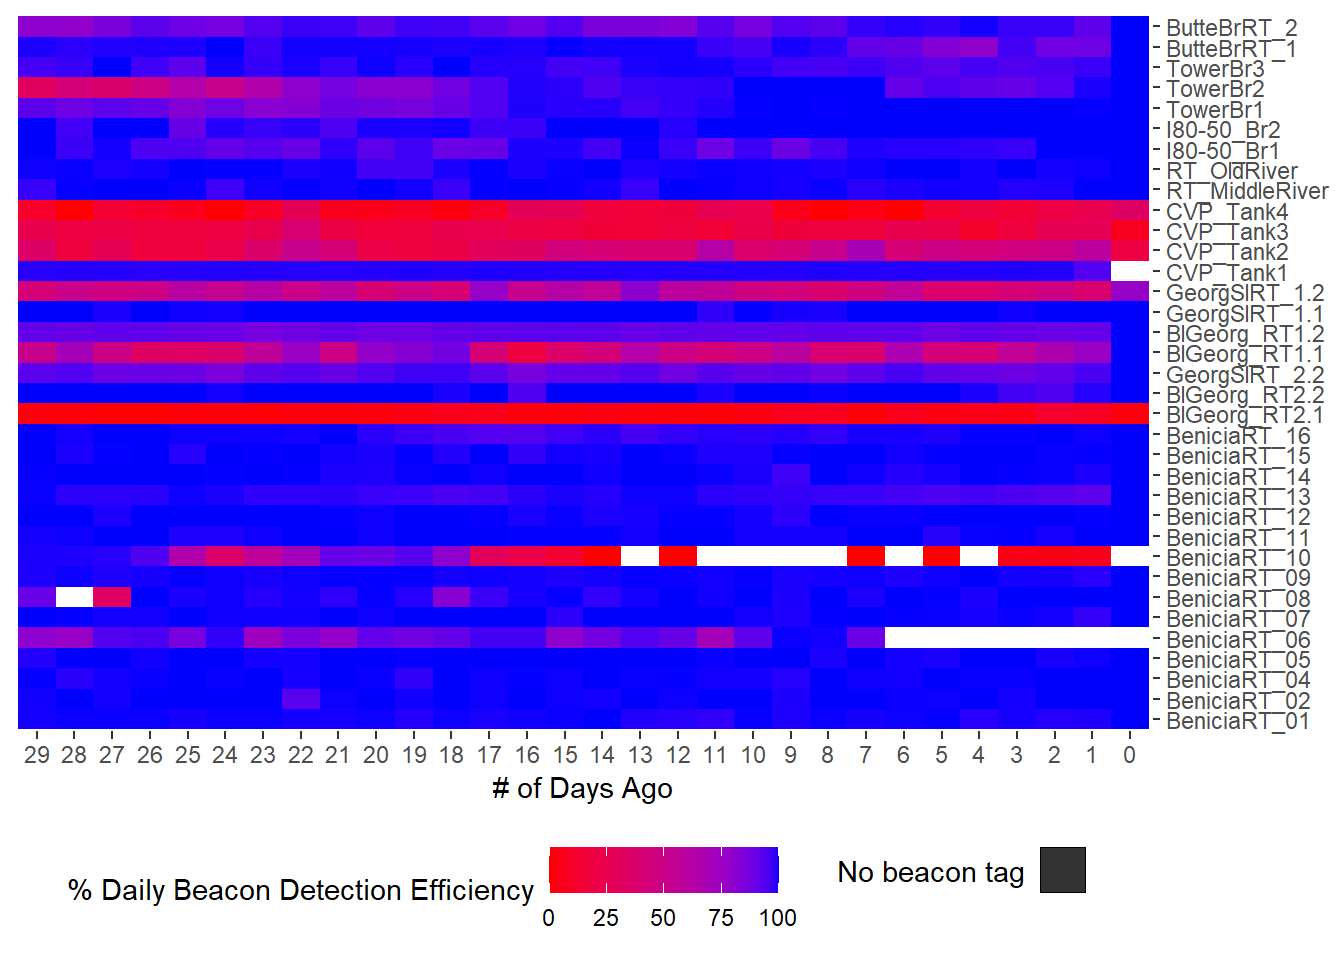 ButteBrRT_2
ButteBrRT_1
TowerBr3
TowerBr2
TowerBr1
I80-50_Br2
I80-50_Br1
RT_OldRiver
RT_MiddleRiver
CVP_Tank4
CVP_Tank3
CVP_Tank2
CVP_Tank1
GeorgSlRT_1.2
GeorgSlRT_1.1
BlGeorg_RT1.2
BlGeorg_RT1.1
GeorgSlRT_2.2
BlGeorg_RT2.2
BlGeorg_RT2.1
BeniciaRT_16
BeniciaRT_15
BeniciaRT_14
BeniciaRT_13
BeniciaRT_12
BeniciaRT_11
BeniciaRT_10
BeniciaRT_09
BeniciaRT_08
BeniciaRT_07
BeniciaRT_06
BeniciaRT_05
BeniciaRT_04
BeniciaRT_02
BeniciaRT_01
29 28 27 26 25 24 23 22 21 20 19 18 17 16 15 14 13 12 11 10 9 8 7 6 5 4 3 2 1 0
# of Days Ago
% Daily Beacon Detection Efficiency
0 25 50 75 100
No beacon tag